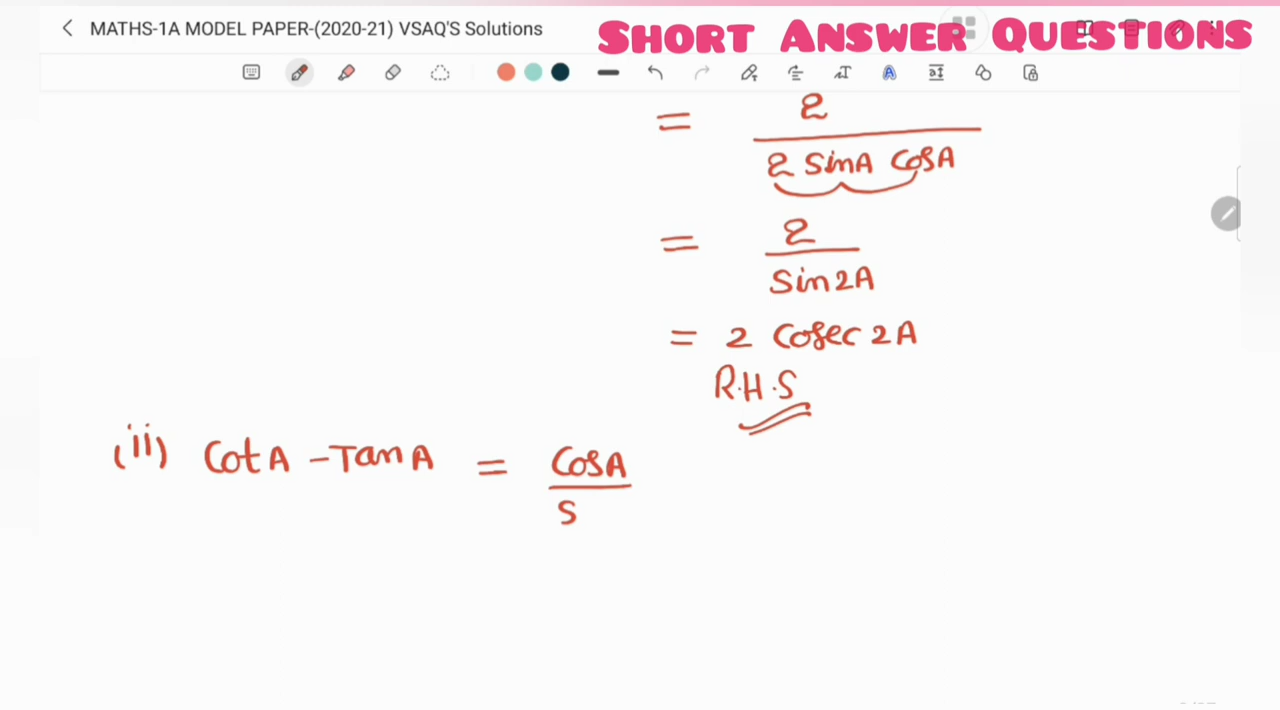 MATHS-1A MODEL PAPER-(2020-21) VSAQ'S Solutions
SHORT ANSWER QUESTIONS
= 2 / 2 SinA CosA
= 2 / Sin2A
= 2 Cosec 2A
R.H.S
(ii) CotA - TanA = CosA / S